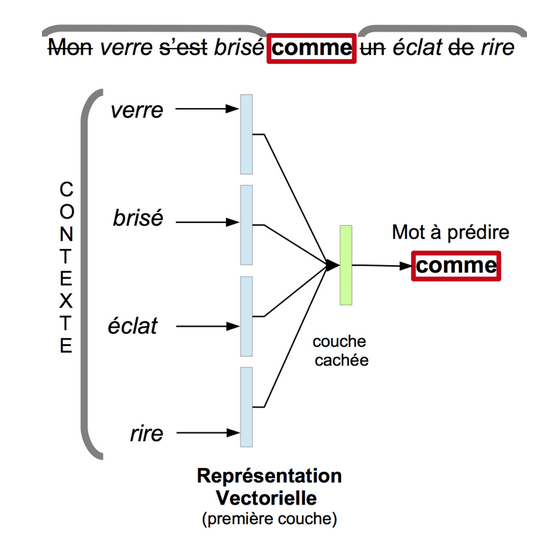 Mon verre s'est brisé comme un éclat de rire
CONTEXTE
verre
brisé
éclat
rire
couche
cachée
Mot à prédire
comme
Représentation
Vectorielle
(première couche)